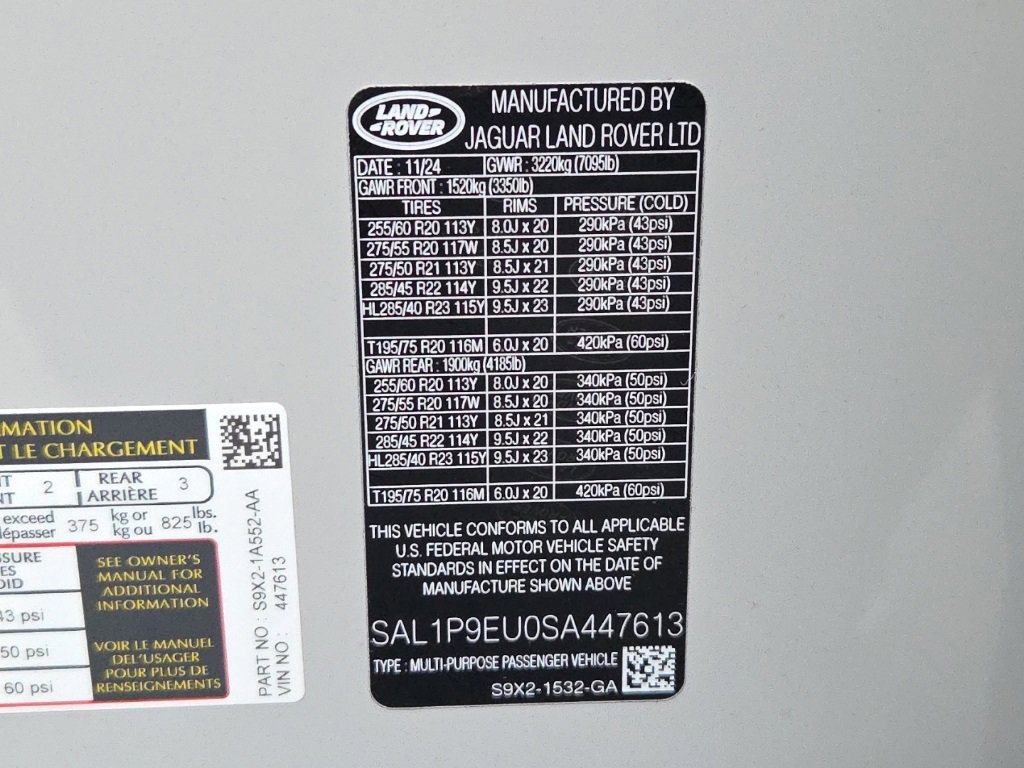 LAND
ROVER
MANUFACTURED BY
JAGUAR LAND ROVER LTD
DATE : 11/24 GVWR : 3220kg (7095lb)
GAWR FRONT : 1520kg (3350lb)
TIRES RIMS PRESSURE (COLD)
255/60 R20 113Y 8.0J x 20 290kPa (43psi)
275/55 R20 117W 8.5J x 20 290kPa (43psi)
275/50 R21 113Y 8.5J x 21 290kPa (43psi)
285/45 R22 114Y 9.5J x 22 290kPa (43psi)
HL285/40 R23 115Y 9.5J x 23 290kPa (43psi)
T195/75 R20 116M 6.0J x 20 420kPa (60psi)
GAWR REAR : 1900kg (4185lb)
255/60 R20 113Y 8.0J x 20 340kPa (50psi)
275/55 R20 117W 8.5J x 20 340kPa (50psi)
275/50 R21 113Y 8.5J x 21 340kPa (50psi)
285/45 R22 114Y 9.5J x 22 340kPa (50psi)
HL285/40 R23 115Y 9.5J x 23 340kPa (50psi)
T195/75 R20 116M 6.0J x 20 420kPa (60psi)
THIS VEHICLE CONFORMS TO ALL APPLICABLE
U.S. FEDERAL MOTOR VEHICLE SAFETY
STANDARDS IN EFFECT ON THE DATE OF
MANUFACTURE SHOWN ABOVE
SAL1P9EU0SA447613
TYPE : MULTI-PURPOSE PASSENGER VEHICLE
S9X2-1532-GA
RMATION
T LE CHARGEMENT
2 REAR 3
ARRIÈRE
exceed 375 kg or 825 lbs.
dépasser kg ou lb.
SSURE
ES
OID
43 psi
50 psi
60 psi
SEE OWNER'S
MANUAL FOR
ADDITIONAL
INFORMATION
VOIR LE MANUEL
DEL'USAGER
POUR PLUS DE
RENSEIGNEMENTS
PART NO : S9X2-1A552-AA
VIN NO : 447613